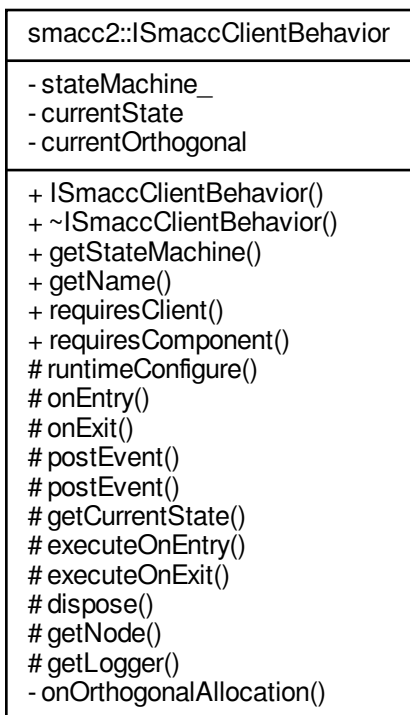 smacc2::ISmaccClientBehavior
- stateMachine_
- currentState
- currentOrthogonal
+ ISmaccClientBehavior()
+ ~ISmaccClientBehavior()
+ getStateMachine()
+ getName()
+ requiresClient()
+ requiresComponent()
# runtimeConfigure()
# onEntry()
# onExit()
# postEvent()
# postEvent()
# getCurrentState()
# executeOnEntry()
# executeOnExit()
# dispose()
# getNode()
# getLogger()
- onOrthogonalAllocation()